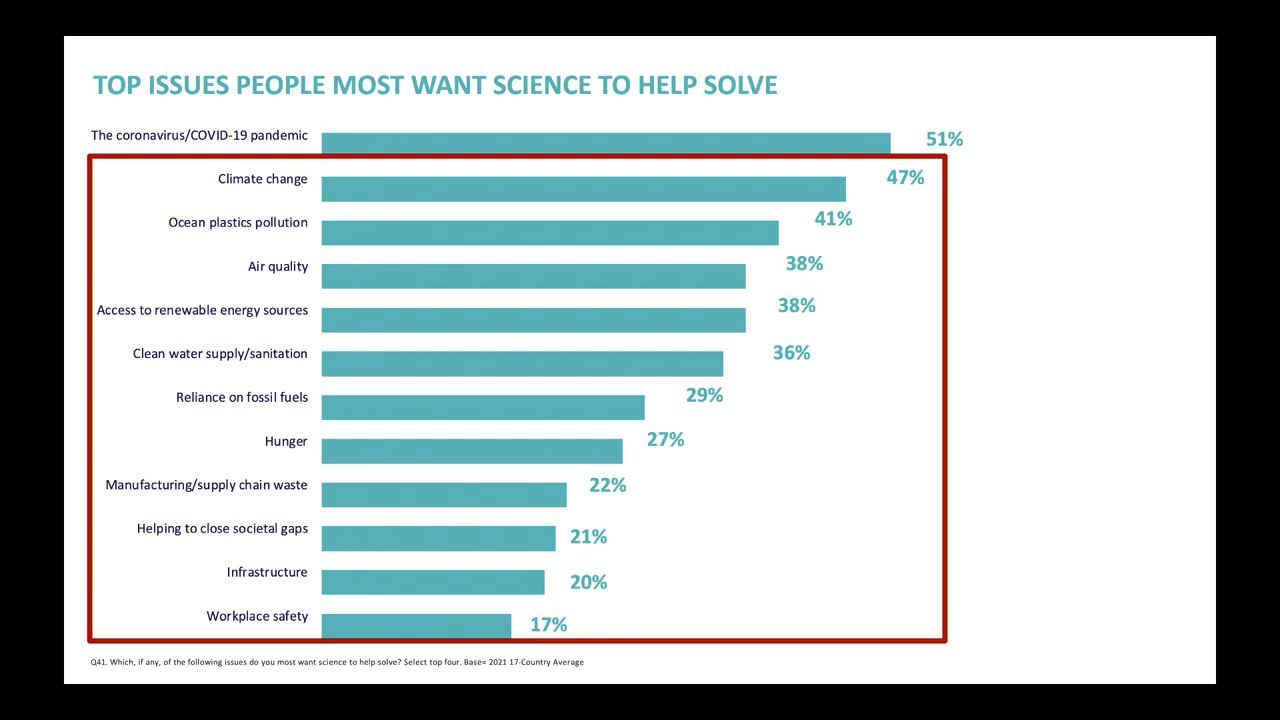 TOP ISSUES PEOPLE MOST WANT SCIENCE TO HELP SOLVE
The coronavirus/COVID-19 pandemic 51%
Climate change 47%
Ocean plastics pollution 41%
Air quality 38%
Access to renewable energy sources 38%
Clean water supply/sanitation 36%
Reliance on fossil fuels 29%
Hunger 27%
Manufacturing/supply chain waste 22%
Helping to close societal gaps 21%
Infrastructure 20%
Workplace safety 17%
Q41. Which, if any, of the following issues do you most want science to help solve? Select top four. Base= 2021 17-Country Average